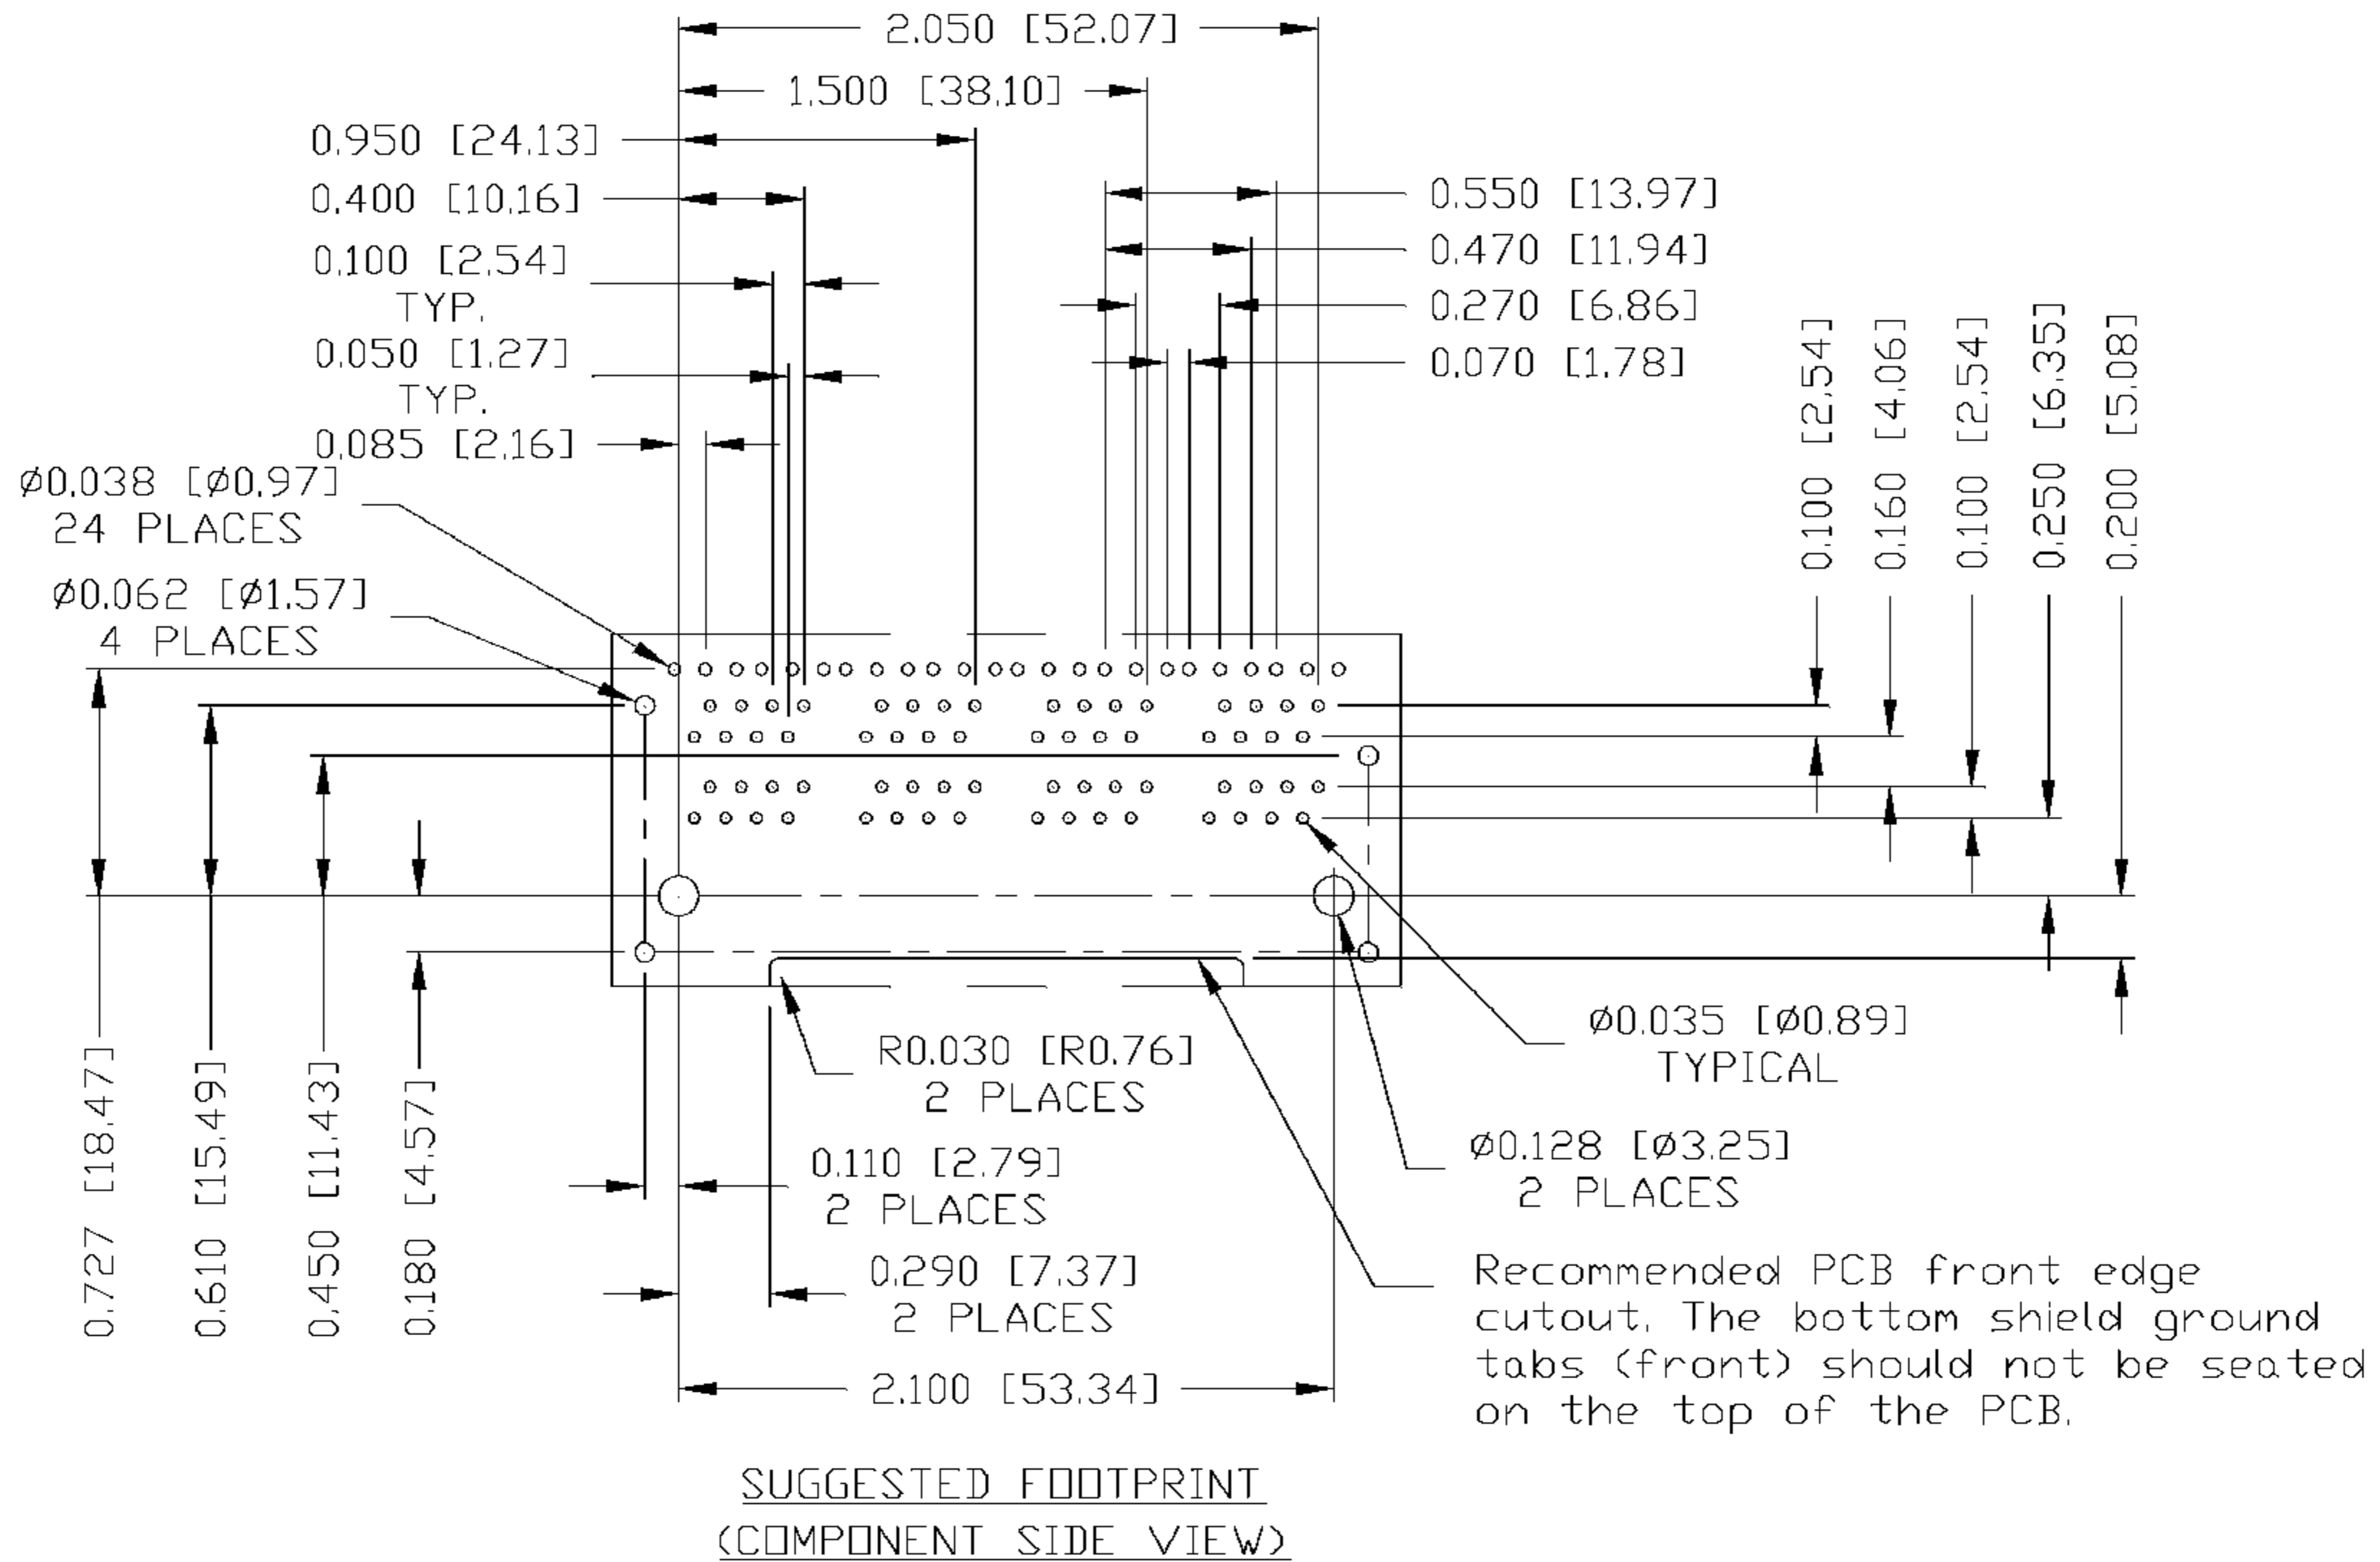 2.050 [52.07]
1.500 [38.10]
0.950 [24.13]
0.400 [10.16]
0.100 [2.54]
TYP.
0.050 [1.27]
TYP.
0.085 [2.16]
Ø0.038 [Ø0.97]
24 PLACES
Ø0.062 [Ø1.57]
4 PLACES
0.550 [13.97]
0.470 [11.94]
0.270 [6.86]
0.070 [1.78]
0.100 [2.54]
0.160 [4.06]
0.100 [2.54]
0.250 [6.35]
0.200 [5.08]
0.727 [18.47]
0.610 [15.49]
0.450 [11.43]
0.180 [4.57]
R0.030 [R0.76]
2 PLACES
0.110 [2.79]
2 PLACES
0.290 [7.37]
2 PLACES
2.100 [53.34]
Ø0.035 [Ø0.89]
TYPICAL
Ø0.128 [Ø3.25]
2 PLACES
Recommended PCB front edge
cutout. The bottom shield ground
tabs (front) should not be seated
on the top of the PCB.
SUGGESTED FOOTPRINT
(COMPONENT SIDE VIEW)